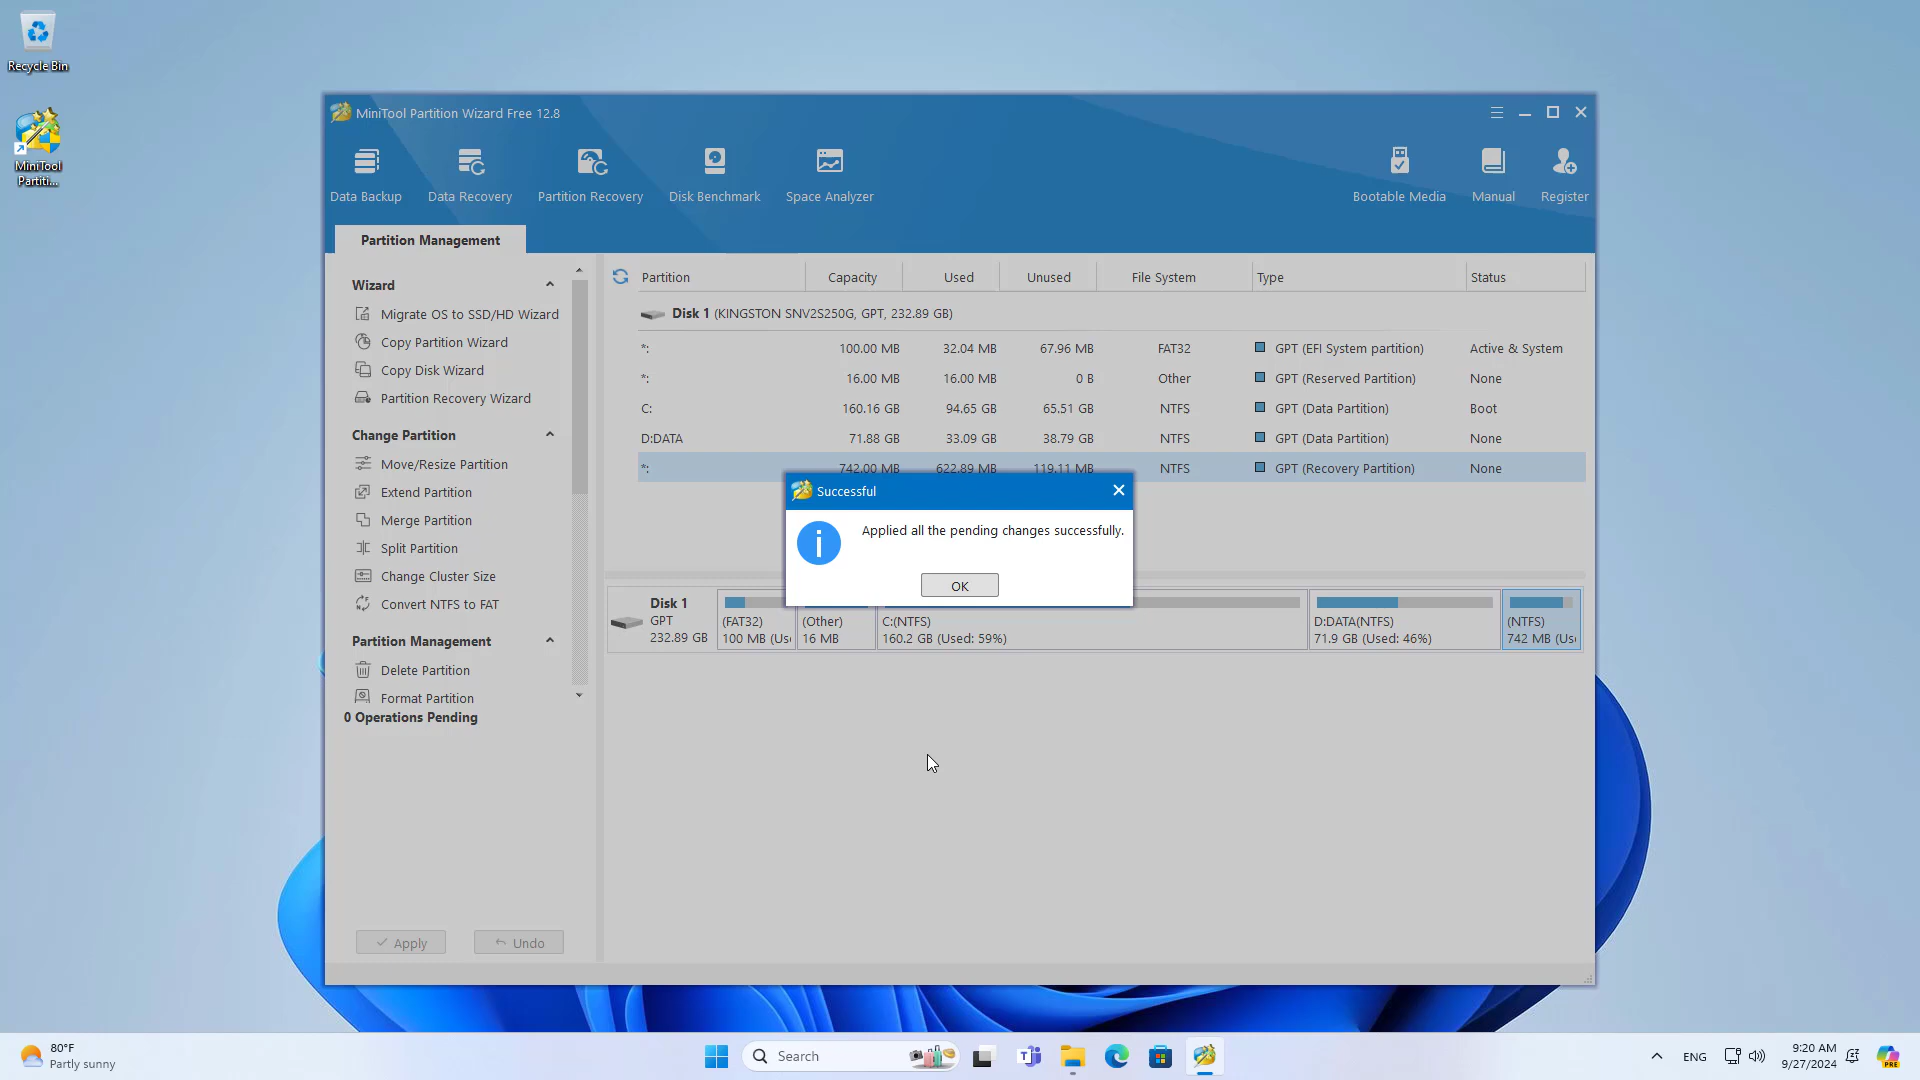 Recycle Bin
MiniTool
Partiti...
MiniTool Partition Wizard Free 12.8
Data Backup
Data Recovery
Partition Recovery
Disk Benchmark
Space Analyzer
Bootable Media
Manual
Register
Partition Management
Wizard
Migrate OS to SSD/HD Wizard
Copy Partition Wizard
Copy Disk Wizard
Partition Recovery Wizard
Change Partition
Move/Resize Partition
Extend Partition
Merge Partition
Split Partition
Change Cluster Size
Convert NTFS to FAT
Partition Management
Delete Partition
Format Partition
0 Operations Pending
Apply
Undo
Partition Capacity Used Unused File System Type Status
Disk 1 (KINGSTON SNV2S250G, GPT, 232.89 GB)
*: 100.00 MB 32.04 MB 67.96 MB FAT32 GPT (EFI System partition) Active & System
*: 16.00 MB 16.00 MB 0 B Other GPT (Reserved Partition) None
C: 160.16 GB 94.65 GB 65.51 GB NTFS GPT (Data Partition) Boot
D:DATA 71.88 GB 33.09 GB 38.79 GB NTFS GPT (Data Partition) None
*: 742.00 MB 622.89 MB 119.11 MB NTFS GPT (Recovery Partition) None
Successful
Applied all the pending changes successfully.
OK
Disk 1
GPT
232.89 GB
(FAT32)
100 MB (Us
(Other)
16 MB
C:(NTFS)
160.2 GB (Used: 59%)
D:DATA(NTFS)
71.9 GB (Used: 46%)
(NTFS)
742 MB (Us
80°F
Partly sunny
Search
ENG
9:20 AM
9/27/2024
PRE